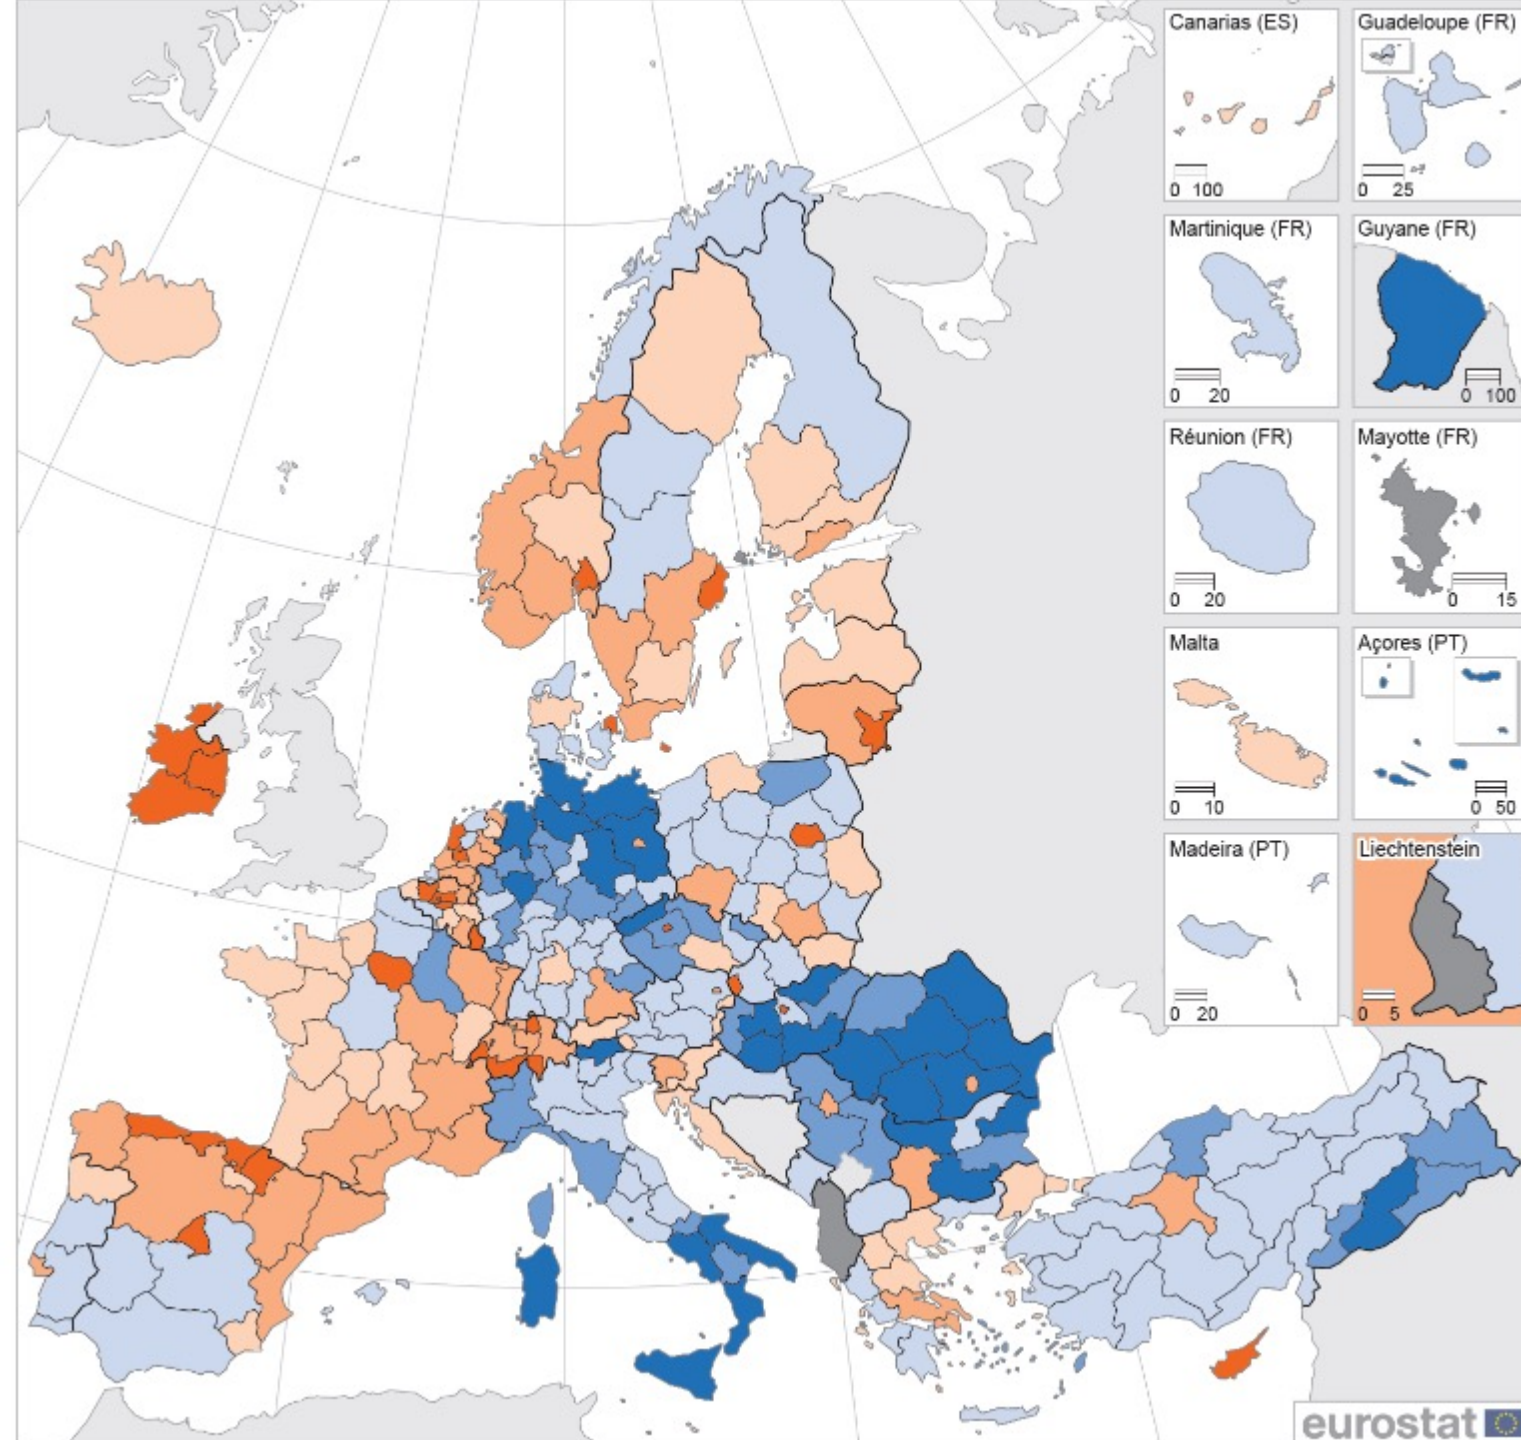 Canarias (ES)
0 100
Guadeloupe (FR)
0 25
Martinique (FR)
0 20
Guyane (FR)
0 100
Réunion (FR)
0 20
Mayotte (FR)
0 15
Malta
0 10
Açores (PT)
0 50
Madeira (PT)
0 20
Liechtenstein
0 5
eurostat